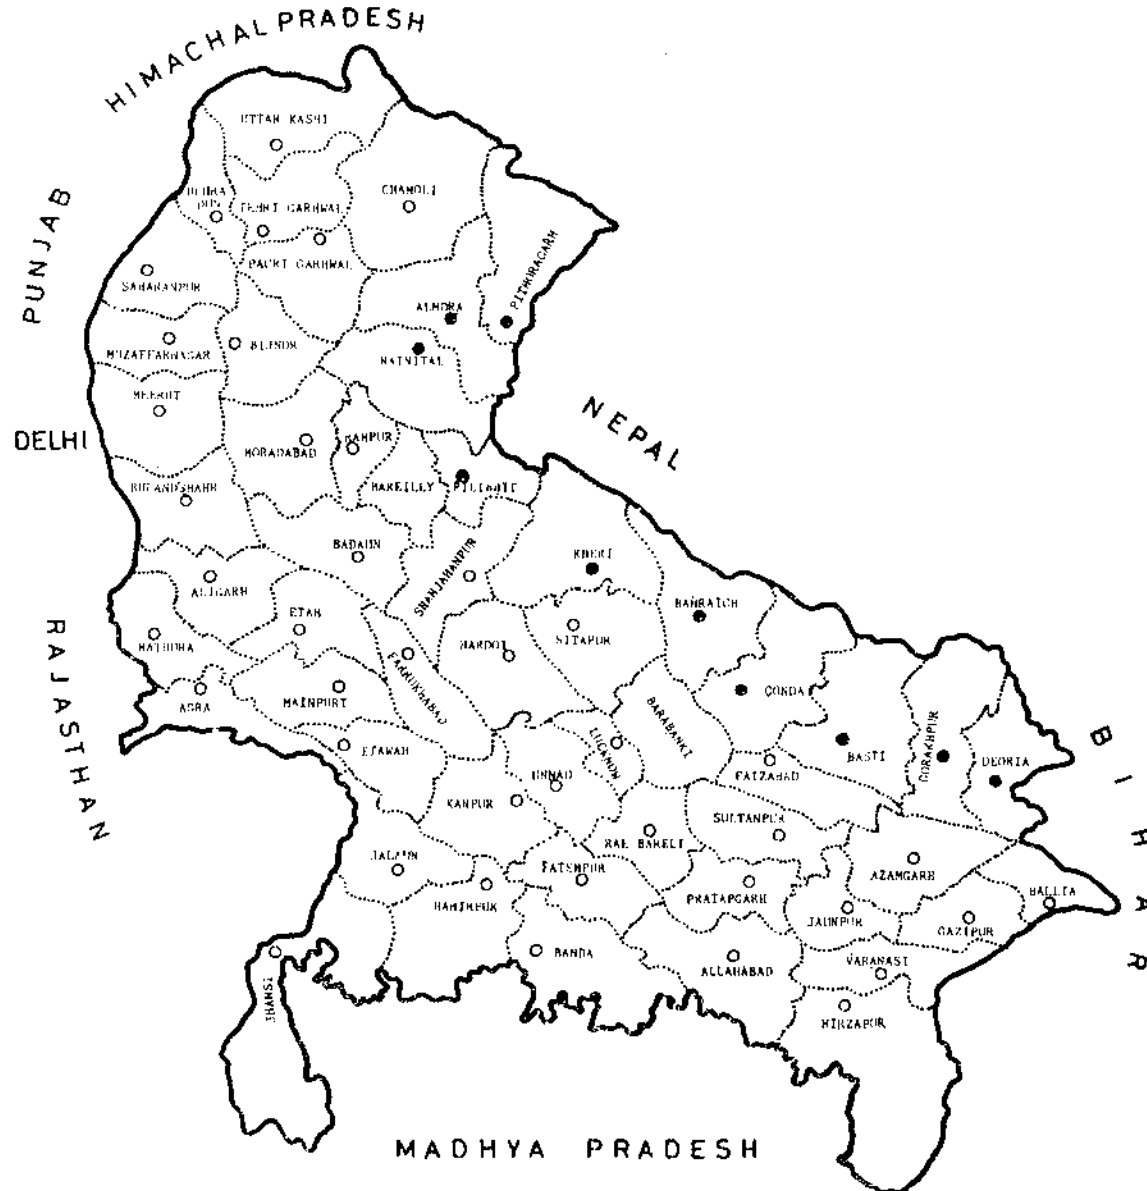 HIMACHAL PRADESH
UTTAR KASHI
PUNJAB
DEHRA
DUN
TEHRI GARHWAL
CHAMOLI
PAURI GARHWAL
PITHORAGARH
SAHARANPUR
ALMORA
MUZAFFARNAGAR
BIJNOR
NAINITAL
MEERUT
NEPAL
DELHI
MORADABAD
RAMPUR
BAREILLY
PILIBHIT
BULANDSHAHR
BADAUN
SHAHJAHANPUR
KHERI
ALIGARH
BAHRAICH
ETAH
RAJASTHAN
MATHURA
FARRUKHABAD
HARDOI
SITAPUR
GONDA
AGRA
MAINPURI
BARABANKI
ETAWAH
LUCKNOW
BASTI
GORAKHPUR
DEORIA
BIHAR
UNNAO
FAIZABAD
KANPUR
SULTANPUR
JALAUN
RAE BARELI
FATEHPUR
AZAMGARH
HAMIRPUR
PRATAPGARH
BALLIA
JAUNPUR
GAZIPUR
BANDA
ALLAHABAD
VARANASI
JHANSI
MIRZAPUR
MADHYA PRADESH